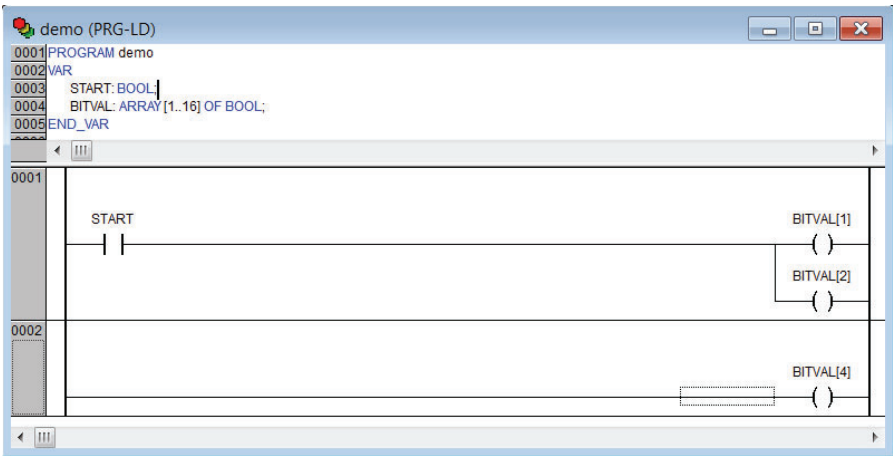 demo (PRG-LD)
0001 PROGRAM demo
0002 VAR
0003 START: BOOL;
0004 BITVAL: ARRAY [1..16] OF BOOL;
0005 END_VAR
0001
START BITVAL[1]
BITVAL[2]
0002
BITVAL[4]